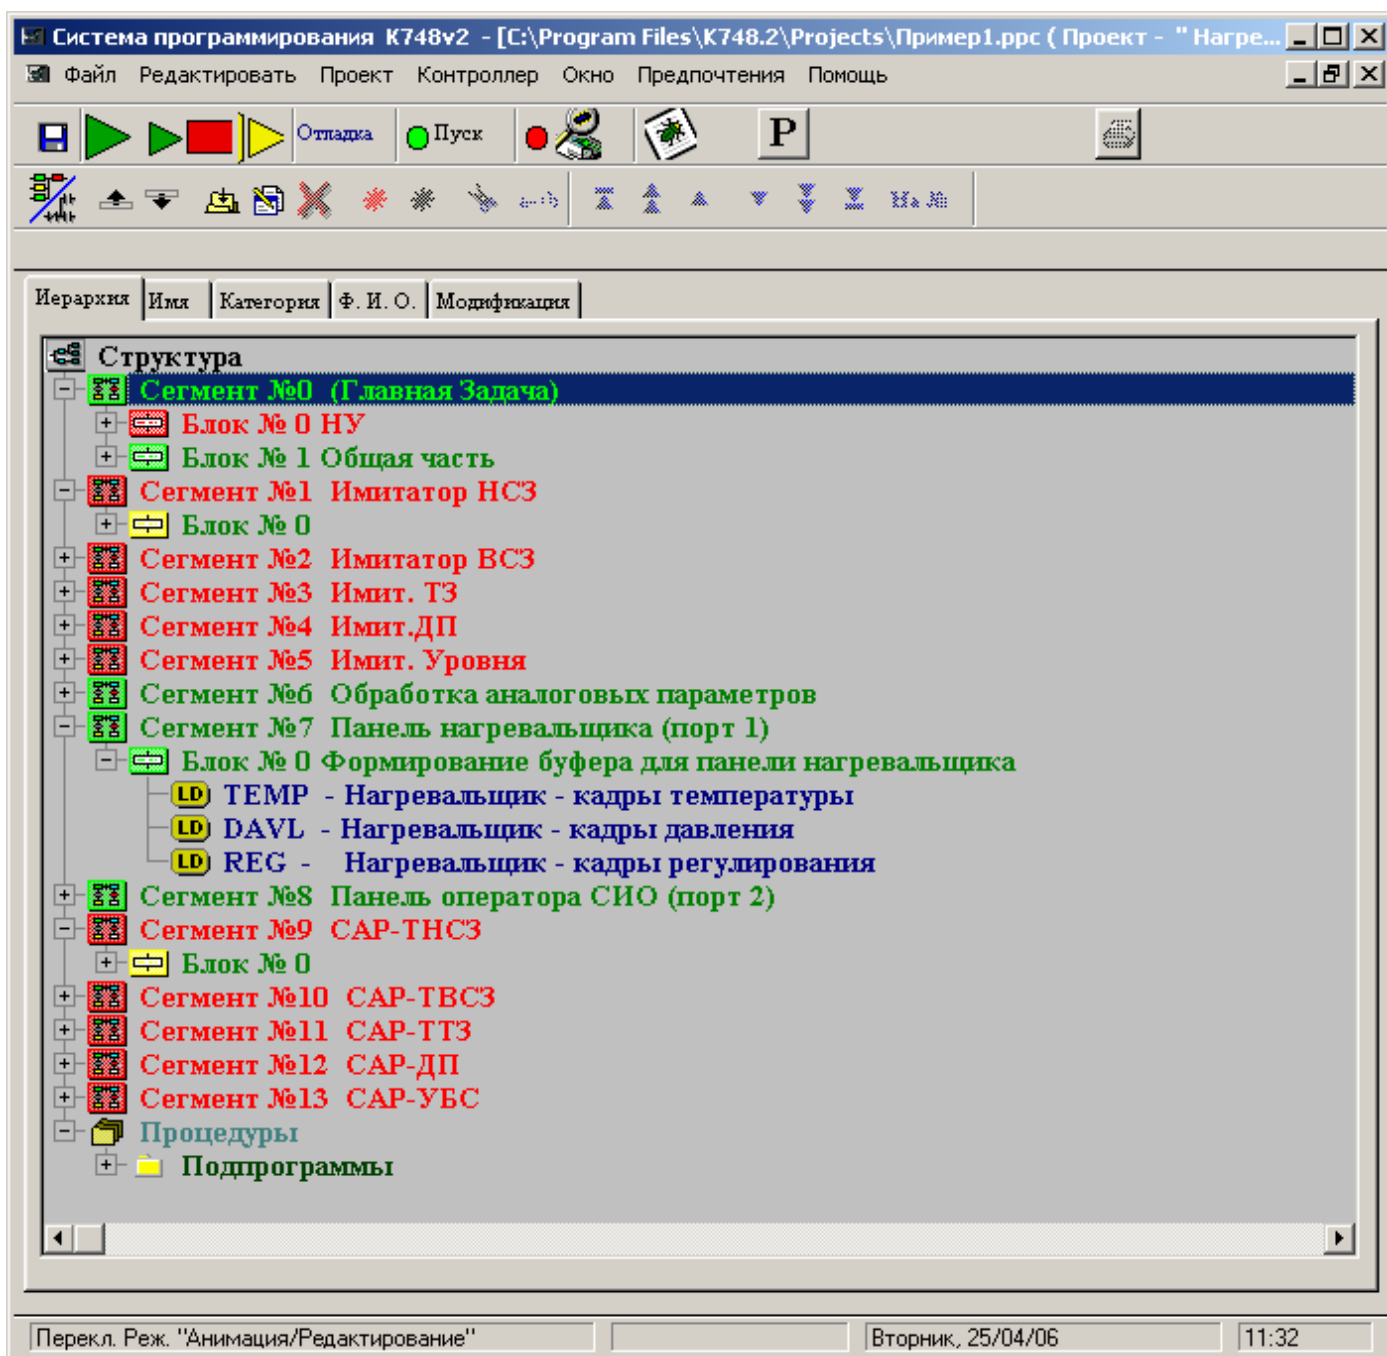 Система программирования K748v2 - [C:\Program Files\K748.2\Projects\Пример1.ppc ( Проект - " Нагре...
Файл Редактировать Проект Контроллер Окно Предпочтения Помощь
Отладка Пуск P
На №
Иерархия Имя Категория Ф. И. О. Модификация
Структура
Сегмент №0 (Главная Задача)
Блок № 0 НУ
Блок № 1 Общая часть
Сегмент №1 Имитатор НСЗ
Блок № 0
Сегмент №2 Имитатор ВСЗ
Сегмент №3 Имит. ТЗ
Сегмент №4 Имит.ДП
Сегмент №5 Имит. Уровня
Сегмент №6 Обработка аналоговых параметров
Сегмент №7 Панель нагревальщика (порт 1)
Блок № 0 Формирование буфера для панели нагревальщика
LD TEMP - Нагревальщик - кадры температуры
LD DAVL - Нагревальщик - кадры давления
LD REG - Нагревальщик - кадры регулирования
Сегмент №8 Панель оператора СИО (порт 2)
Сегмент №9 САР-ТНСЗ
Блок № 0
Сегмент №10 САР-ТВСЗ
Сегмент №11 САР-ТТЗ
Сегмент №12 САР-ДП
Сегмент №13 САР-УБС
Процедуры
Подпрограммы
Перекл. Реж. "Анимация/Редактирование" Вторник, 25/04/06 11:32